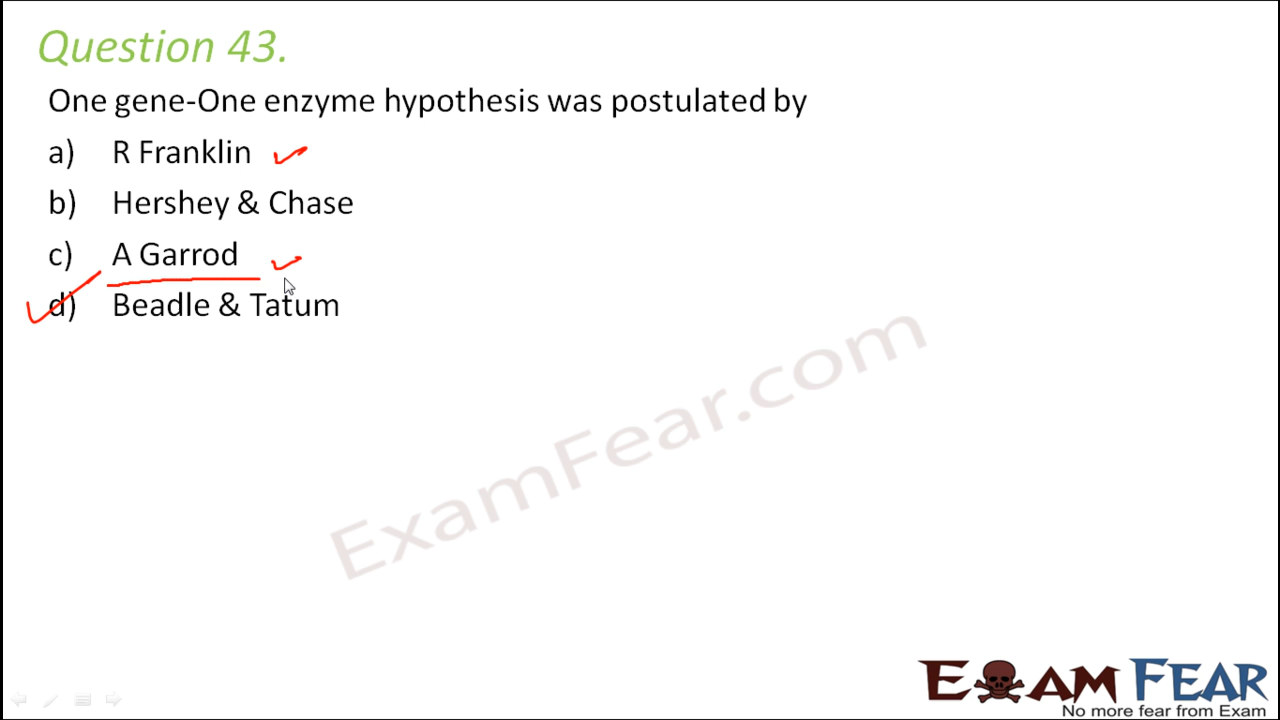 Question 43.
One gene-One enzyme hypothesis was postulated by
a) R Franklin
b) Hershey & Chase
c) A Garrod
d) Beadle & Tatum
ExamFear.com
EXAM FEAR
No more fear from Exam